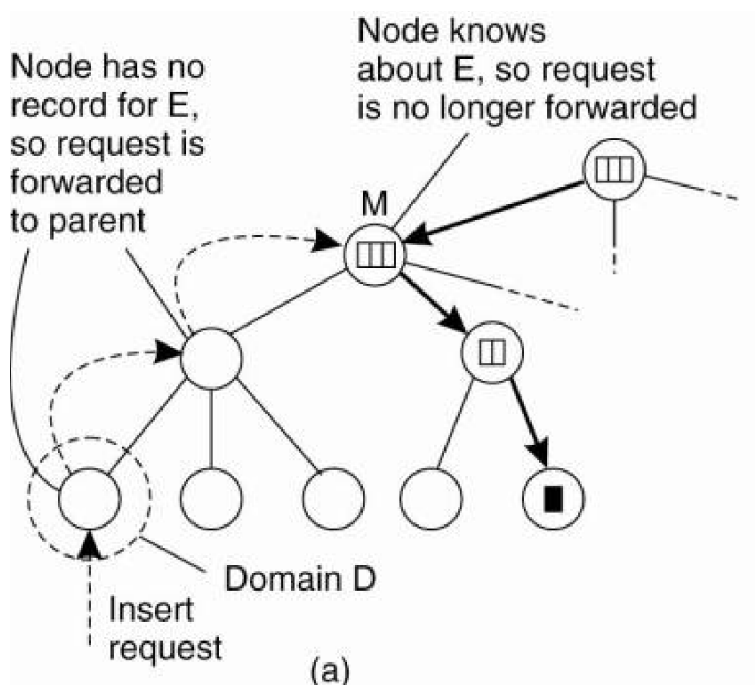 Node has no
record for E,
so request is
forwarded
to parent
Node knows
about E, so request
is no longer forwarded
M
Domain D
Insert
request
(a)